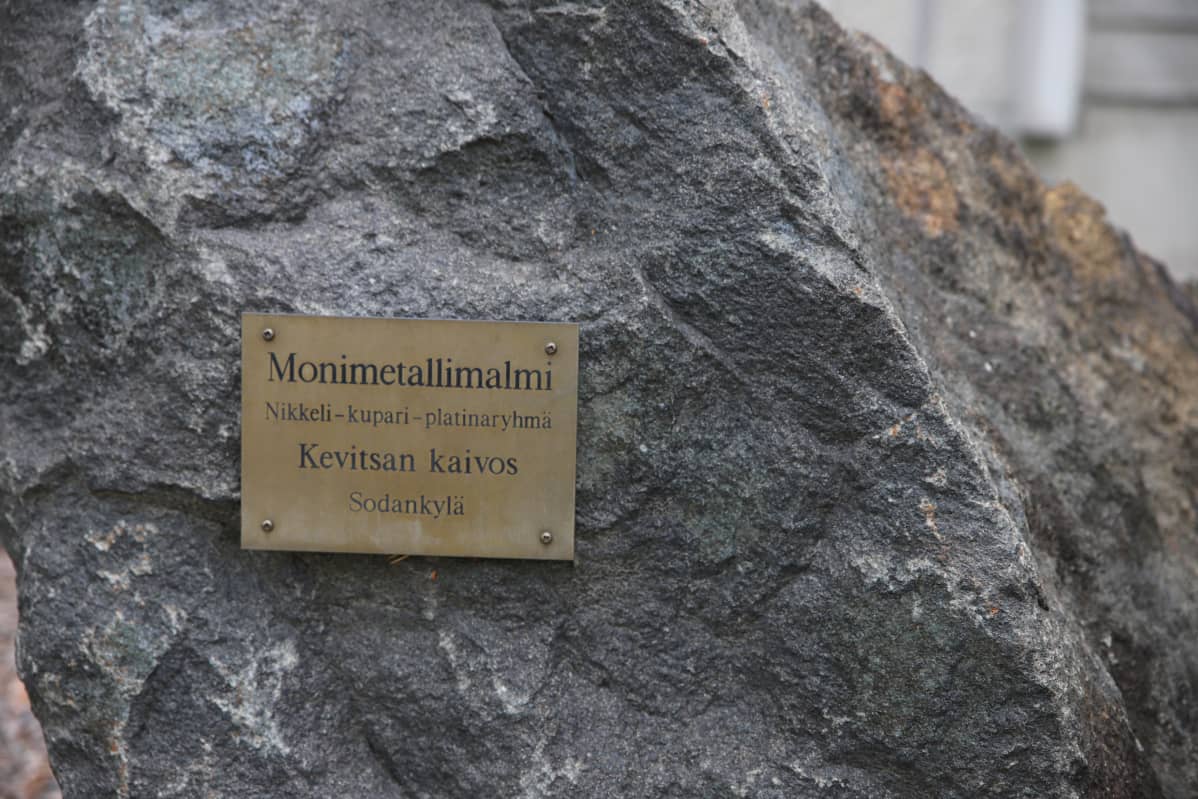 Monimetallimalmi
Nikkeli-kupari-platinaryhmä
Kevitsan kaivos
Sodankylä